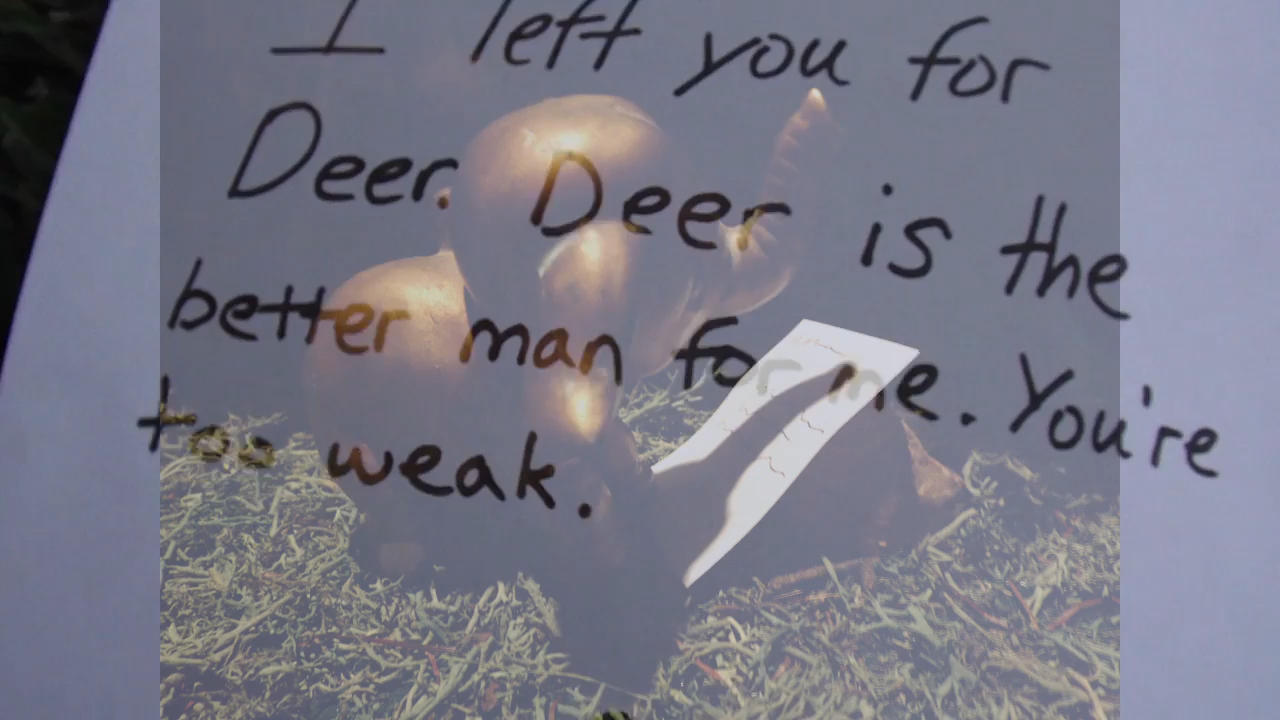 I left you for
Deer. Deer is the
better man for me. You're
too weak.